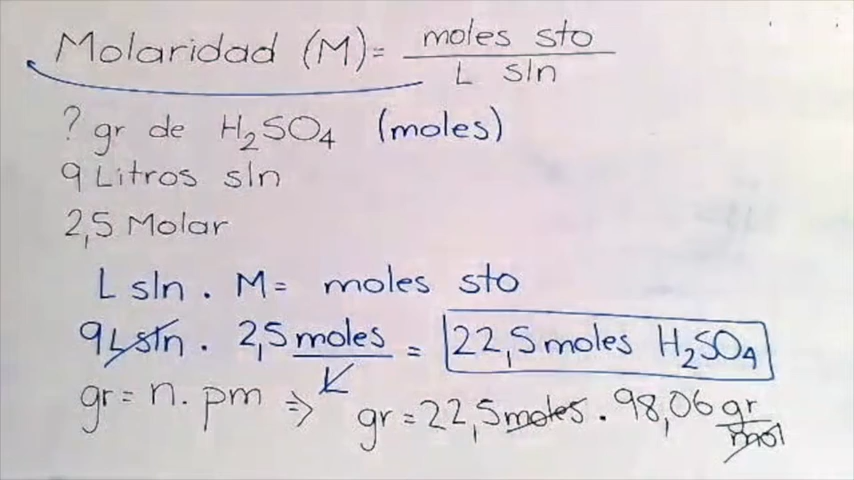 Molaridad (M)= moles sto / L sln
? gr de H₂SO₄ (moles)
9 Litros sln
2,5 Molar
L sln . M = moles sto
9 L sln . 2,5 moles = 22,5 moles H₂SO₄
gr = n . pm => gr = 22,5 moles . 98,06 gr / mol